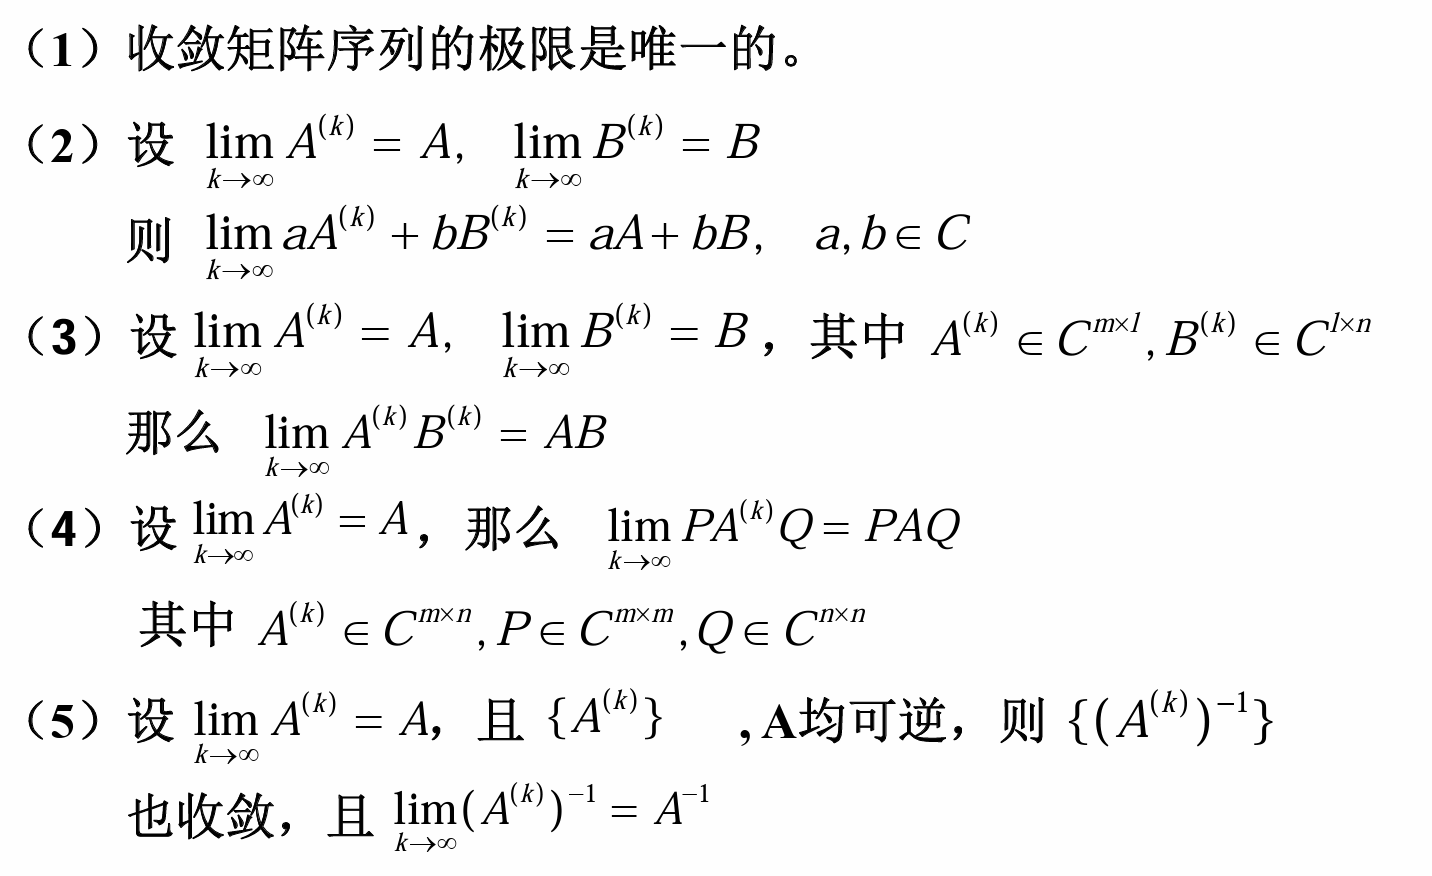 （1）收敛矩阵序列的极限是唯一的。
（2）设 $\lim_{k\to\infty} A^{(k)} = A, \lim_{k\to\infty} B^{(k)} = B$
则 $\lim_{k\to\infty} aA^{(k)} + bB^{(k)} = aA + bB, a, b \in C$
（3）设 $\lim_{k\to\infty} A^{(k)} = A, \lim_{k\to\infty} B^{(k)} = B$，其中 $A^{(k)} \in C^{m\times l}, B^{(k)} \in C^{l\times n}$
那么 $\lim_{k\to\infty} A^{(k)}B^{(k)} = AB$
（4）设 $\lim_{k\to\infty} A^{(k)} = A$，那么 $\lim_{k\to\infty} PA^{(k)}Q = PAQ$
其中 $A^{(k)} \in C^{m\times n}, P \in C^{m\times m}, Q \in C^{n\times n}$
（5）设 $\lim_{k\to\infty} A^{(k)} = A$，且 $\{A^{(k)}\}$ ,A均可逆，则 $\{(A^{(k)})^{-1}\}$
也收敛，且 $\lim_{k\to\infty} (A^{(k)})^{-1} = A^{-1}$